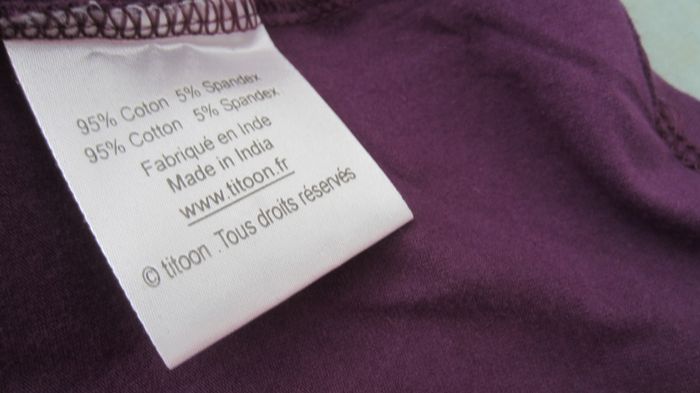 95% Coton 5% Spandex
95% Cotton 5% Spandex
Fabriqué en Inde
Made in India
www.titoon.fr
© titoon .Tous droits réservés